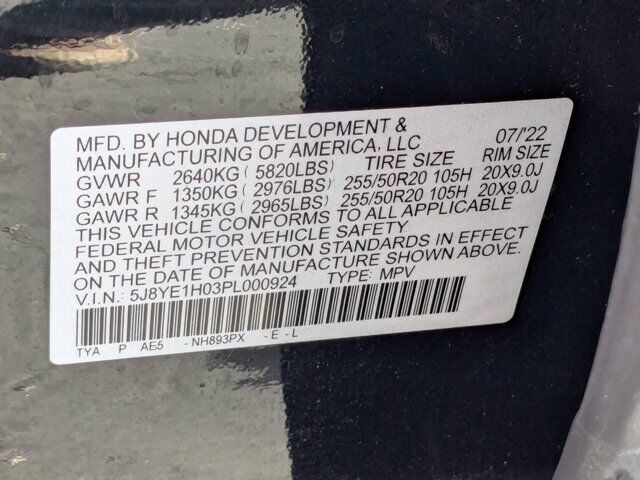 MFD. BY HONDA DEVELOPMENT &
MANUFACTURING OF AMERICA, LLC 07/'22
GVWR 2640KG ( 5820LBS) TIRE SIZE RIM SIZE
GAWR F 1350KG ( 2976LBS) 255/50R20 105H 20X9.0J
GAWR R 1345KG ( 2965LBS) 255/50R20 105H 20X9.0J
THIS VEHICLE CONFORMS TO ALL APPLICABLE
FEDERAL MOTOR VEHICLE SAFETY
AND THEFT PREVENTION STANDARDS IN EFFECT
ON THE DATE OF MANUFACTURE SHOWN ABOVE.
V.I.N.: 5J8YE1H03PL000924 TYPE: MPV
TYA P AE5 - NH893PX - E - L